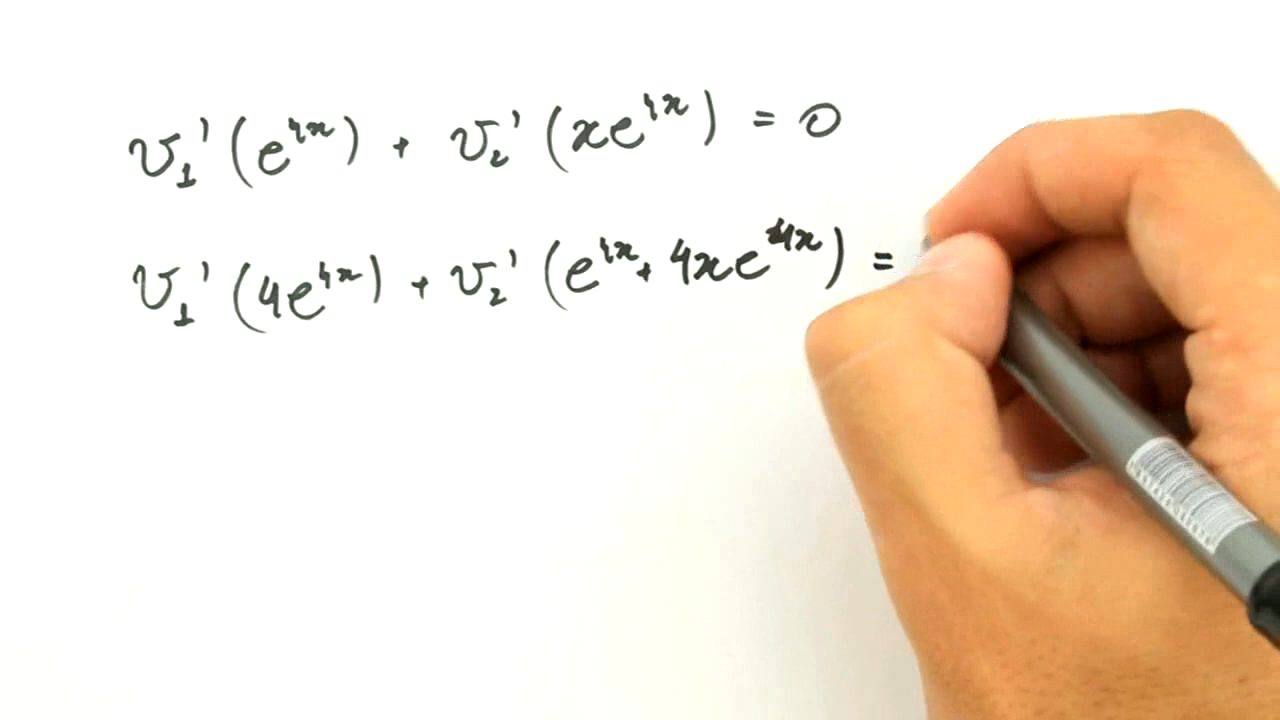 v₁'(e⁴ˣ) + v₂'(xe⁴ˣ) = 0
v₁'(4e⁴ˣ) + v₂'(e⁴ˣ + 4xe⁴ˣ) =